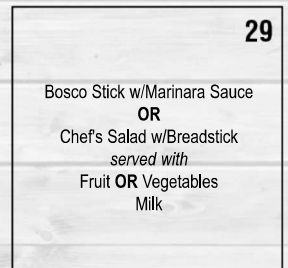 29
Bosco Stick w/Marinara Sauce
OR
Chef's Salad w/Breadstick
served with
Fruit OR Vegetables
Milk